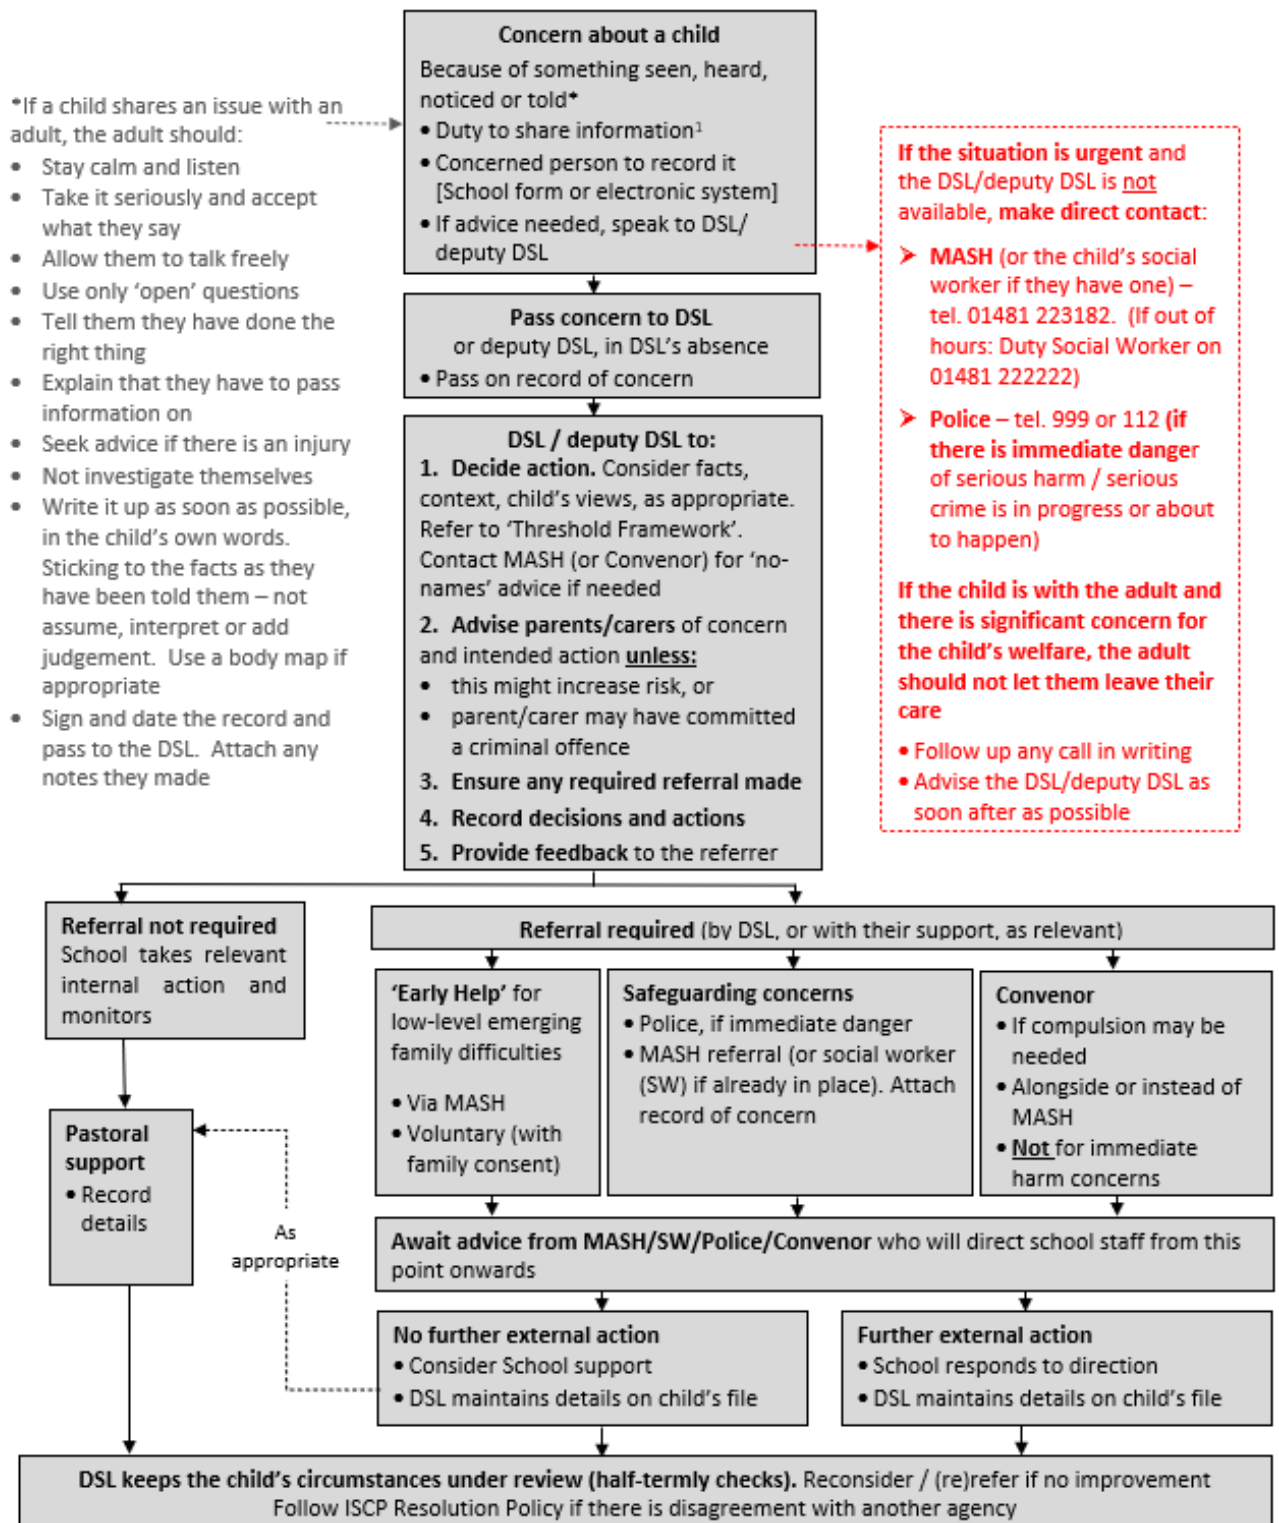 Concern about a child
Because of something seen, heard,
noticed or told*
• Duty to share information¹
• Concerned person to record it
[School form or electronic system]
• If advice needed, speak to DSL/
deputy DSL
*If a child shares an issue with an
adult, the adult should:
• Stay calm and listen
• Take it seriously and accept
what they say
• Allow them to talk freely
• Use only ‘open’ questions
• Tell them they have done the
right thing
• Explain that they have to pass
information on
• Seek advice if there is an injury
• Not investigate themselves
• Write it up as soon as possible,
in the child’s own words.
Sticking to the facts as they
have been told them – not
assume, interpret or add
judgement. Use a body map if
appropriate
• Sign and date the record and
pass to the DSL. Attach any
notes they made
If the situation is urgent and
the DSL/deputy DSL is not
available, make direct contact:
➢ MASH (or the child’s social
worker if they have one) –
tel. 01481 223182. (If out of
hours: Duty Social Worker on
01481 222222)
➢ Police – tel. 999 or 112 (if
there is immediate danger
of serious harm / serious
crime is in progress or about
to happen)
If the child is with the adult and
there is significant concern for
the child’s welfare, the adult
should not let them leave their
care
• Follow up any call in writing
• Advise the DSL/deputy DSL as
soon after as possible
Pass concern to DSL
or deputy DSL, in DSL’s absence
• Pass on record of concern
DSL / deputy DSL to:
1. Decide action. Consider facts,
context, child’s views, as appropriate.
Refer to ‘Threshold Framework’.
Contact MASH (or Convenor) for ‘no-
names’ advice if needed
2. Advise parents/carers of concern
and intended action unless:
• this might increase risk, or
• parent/carer may have committed
a criminal offence
3. Ensure any required referral made
4. Record decisions and actions
5. Provide feedback to the referrer
Referral not required
School takes relevant
internal action and
monitors
Referral required (by DSL, or with their support, as relevant)
‘Early Help’ for
low-level emerging
family difficulties
• Via MASH
• Voluntary (with
family consent)
Safeguarding concerns
• Police, if immediate danger
• MASH referral (or social worker
(SW) if already in place). Attach
record of concern
Convenor
• If compulsion may be
needed
• Alongside or instead of
MASH
• Not for immediate
harm concerns
Pastoral
support
• Record
details
As
appropriate
Await advice from MASH/SW/Police/Convenor who will direct school staff from this
point onwards
No further external action
• Consider School support
• DSL maintains details on child’s file
Further external action
• School responds to direction
• DSL maintains details on child’s file
DSL keeps the child’s circumstances under review (half-termly checks). Reconsider / (re)refer if no improvement
Follow ISCP Resolution Policy if there is disagreement with another agency